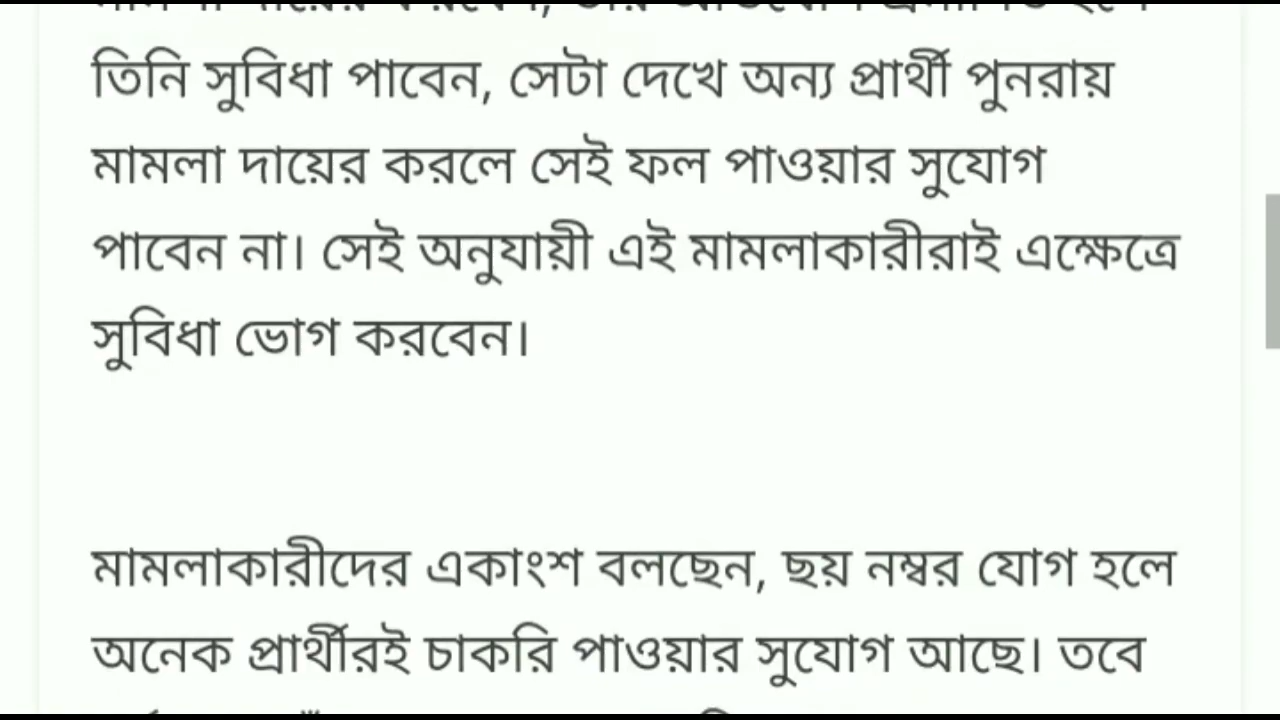 তিনি সুবিধা পাবেন, সেটা দেখে অন্য প্রার্থী পুনরায়
মামলা দায়ের করলে সেই ফল পাওয়ার সুযোগ
পাবেন না। সেই অনুযায়ী এই মামলাকারীরাই এক্ষেত্রে
সুবিধা ভোগ করবেন।
মামলাকারীদের একাংশ বলছেন, ছয় নম্বর যোগ হলে
অনেক প্রার্থীরই চাকরি পাওয়ার সুযোগ আছে। তবে